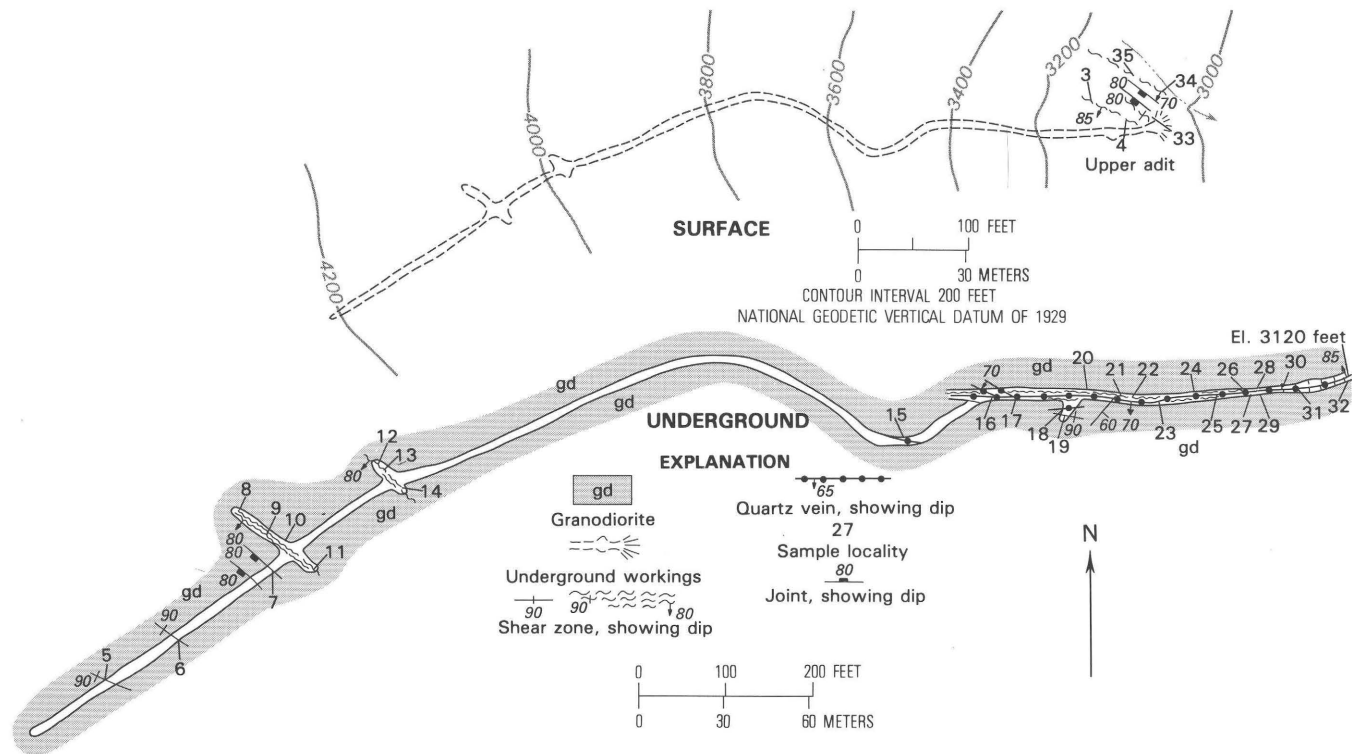 35
3200
3
80
34
3000
80
70
85
4
33
Upper adit
3400
3600
3800
4000
4200
SURFACE
0 100 FEET
0 30 METERS
CONTOUR INTERVAL 200 FEET
NATIONAL GEODETIC VERTICAL DATUM OF 1929
El. 3120 feet
85
70
gd
20
21
22
24
26
28
30
gd
gd
UNDERGROUND
15
16
17
18
19
90
60
70
23
25
27
29
31
32
gd
12
13
80
14
gd
8
9
10
11
80
80
80
7
gd
90
6
5
90
EXPLANATION
gd
Granodiorite
Underground workings
90
90
80
Shear zone, showing dip
65
Quartz vein, showing dip
27
Sample locality
80
Joint, showing dip
N
0 100 200 FEET
0 30 60 METERS